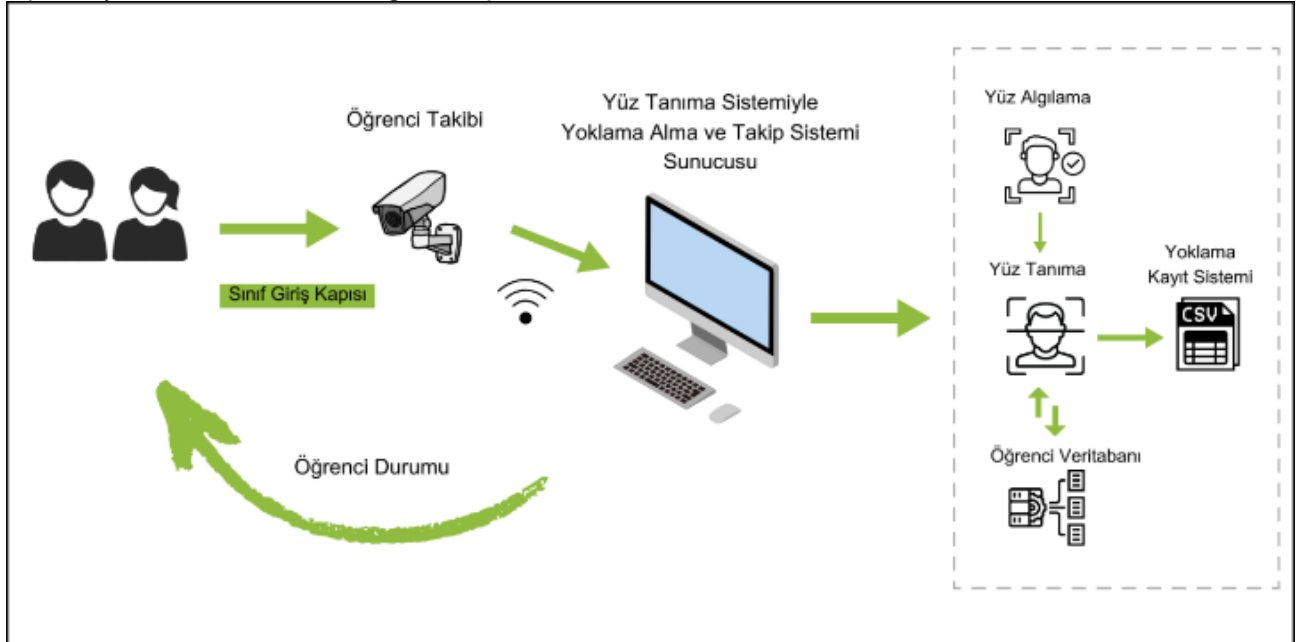 Öğrenci Takibi
Yüz Tanıma Sistemiyle
Yoklama Alma ve Takip Sistemi
Sunucusu
Yüz Algılama
Sınıf Giriş Kapısı
Yüz Tanıma
Yoklama
Kayıt Sistemi
CSV
Öğrenci Durumu
Öğrenci Veritabanı